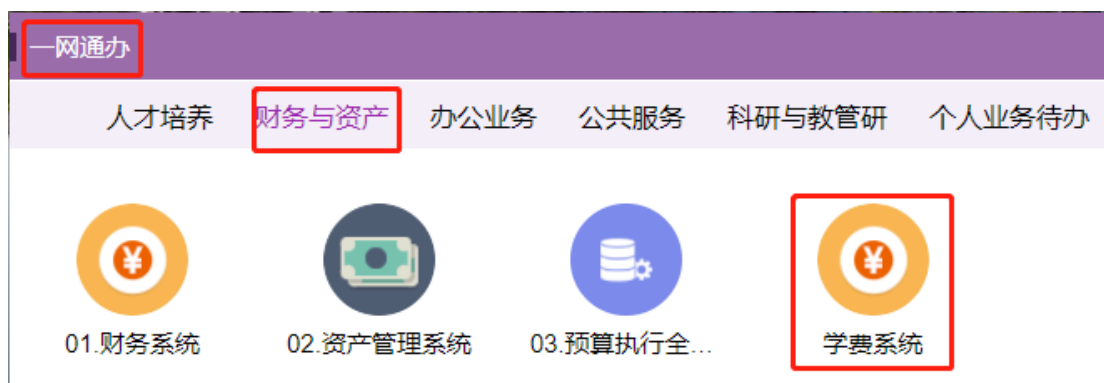 一网通办
人才培养 财务与资产 办公业务 公共服务 科研与教管研 个人业务待办
¥ ¥
01.财务系统 02.资产管理系统 03.预算执行全... 学费系统